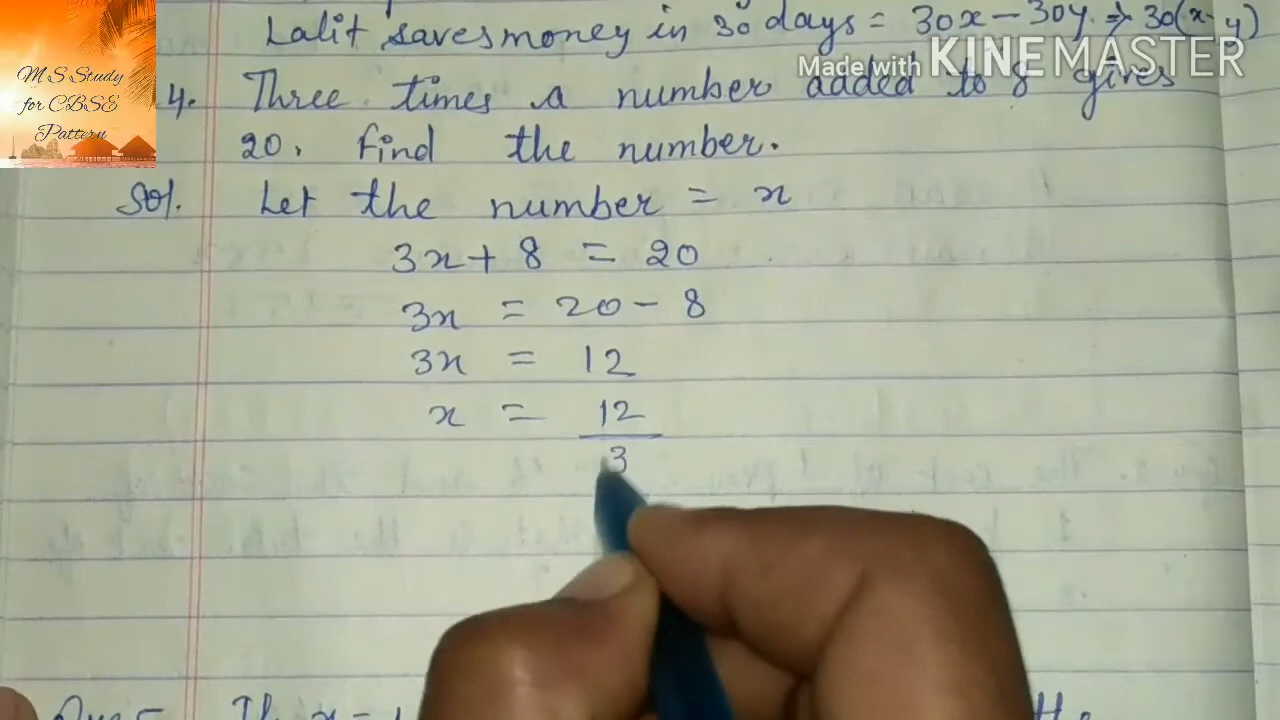 Lalit saves money in 30 days = 30x - 30y ⇒ 30(x-y)
Made with KINEMASTER
M S Study
for CBSE
Pattern
4. Three times a number added to 8 gives
20. find the number.
Sol. Let the number = x
3x + 8 = 20
3x = 20 - 8
3x = 12
x = 12
3